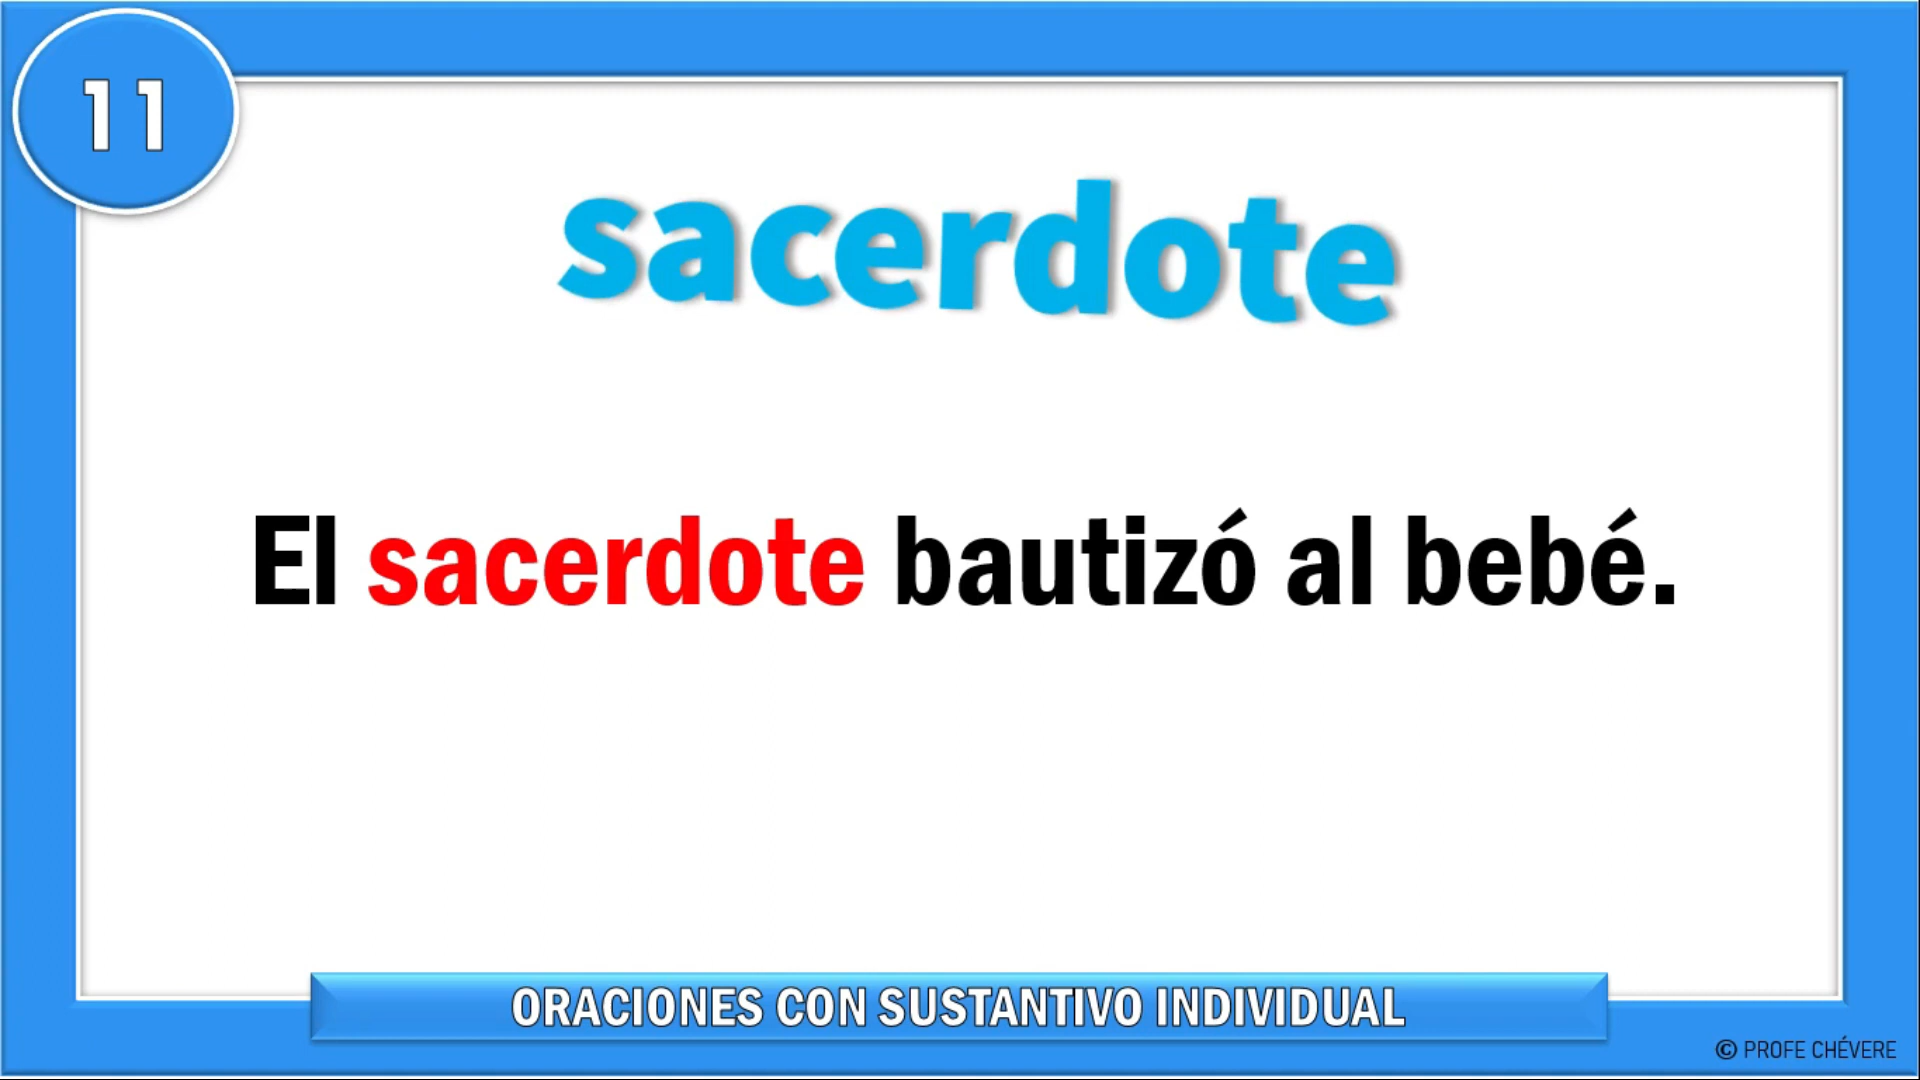 11
sacerdote
El sacerdote bautizó al bebé.
ORACIONES CON SUSTANTIVO INDIVIDUAL
© PROFE CHÉVERE